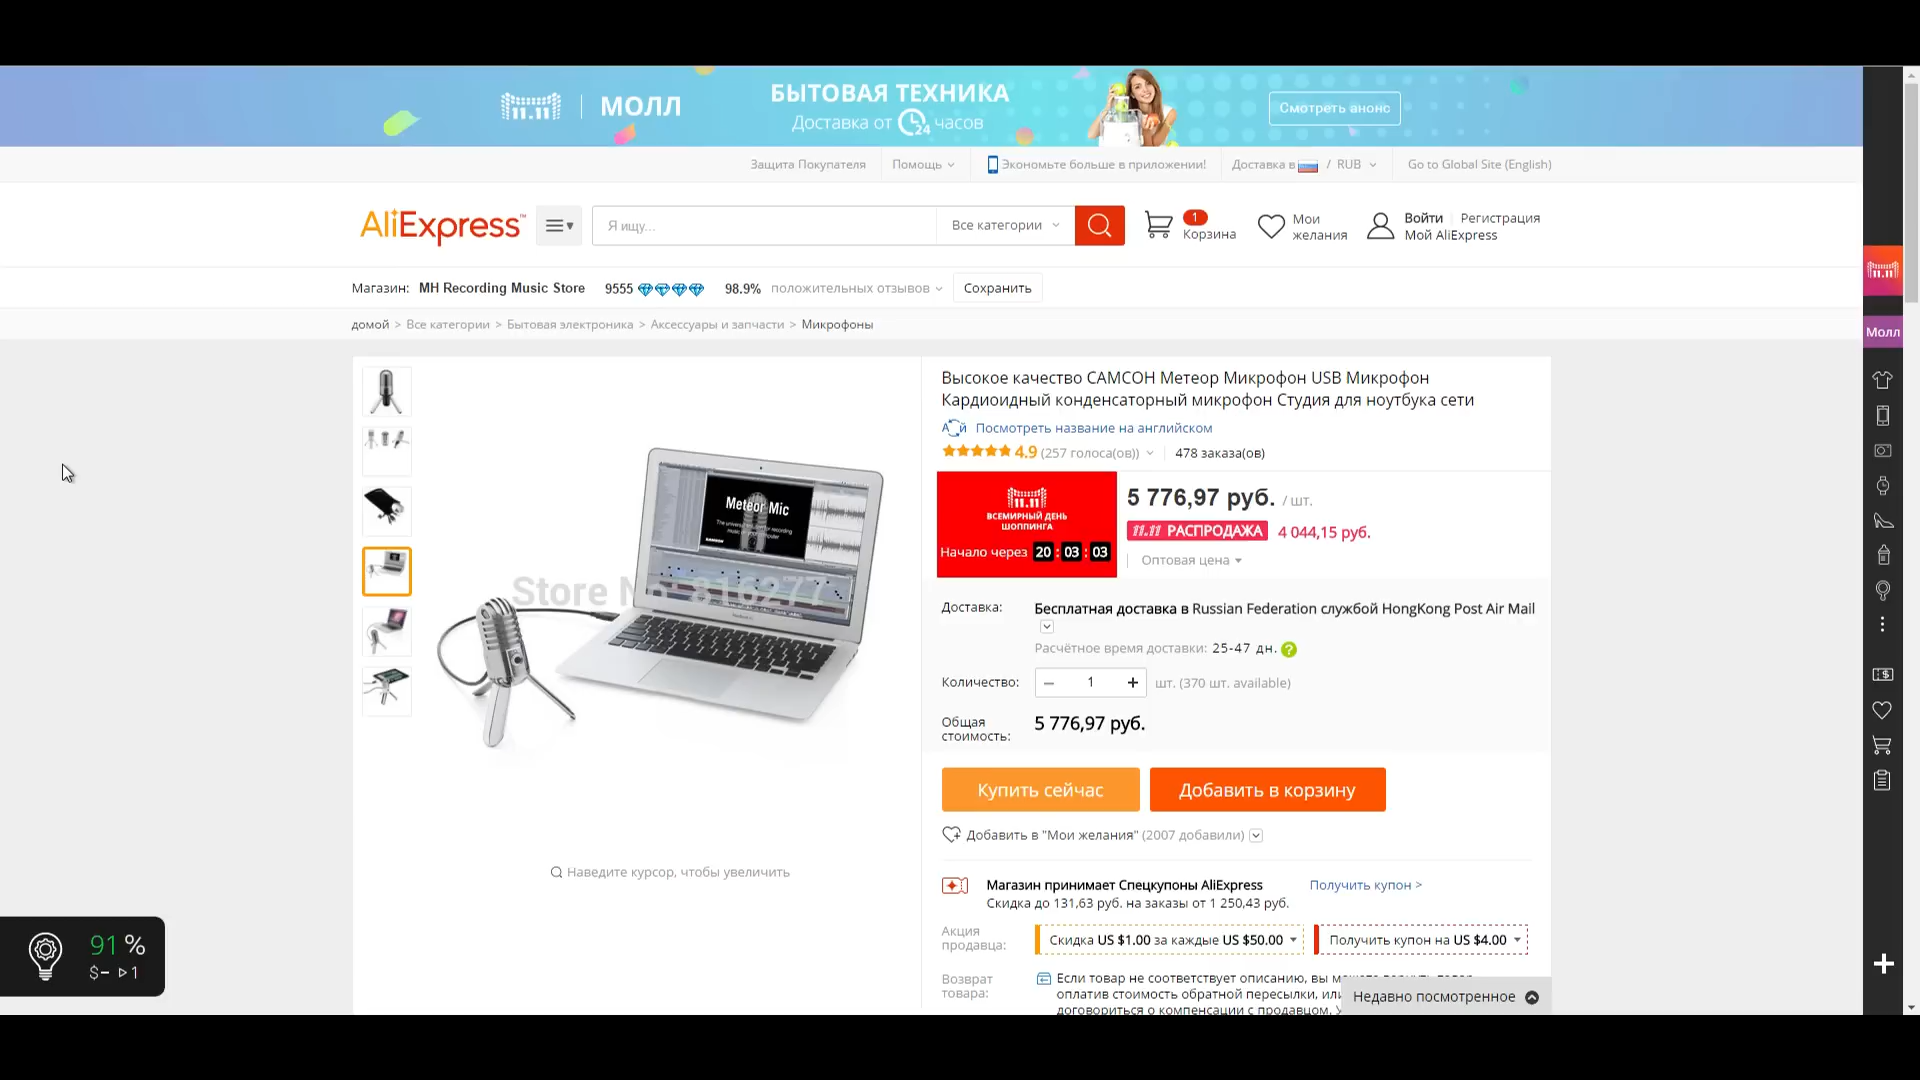 11.11 МОЛЛ
БЫТОВАЯ ТЕХНИКА
Доставка от 24 часов
Смотреть анонс
Защита Покупателя
Помощь
Экономьте больше в приложении!
Доставка в / RUB
Go to Global Site (English)
AliExpress™
Я ищу...
Все категории
1
Корзина
Мои
желания
Войти Регистрация
Мой AliExpress
11.11
Магазин: MH Recording Music Store 9555 98.9% положительных отзывов Сохранить
домой > Все категории > Бытовая электроника > Аксессуары и запчасти > Микрофоны
Молл
Высокое качество САМСОН Метеор Микрофон USB Микрофон
Кардиоидный конденсаторный микрофон Студия для ноутбука сети
Посмотреть название на английском
4.9 (257 голоса(ов)) 478 заказа(ов)
11.11
ВСЕМИРНЫЙ ДЕНЬ
ШОППИНГА
Начало через 20 : 03 : 03
5 776,97 руб. / шт.
11.11 РАСПРОДАЖА 4 044,15 руб.
Оптовая цена
Meteor Mic
Store No: 816277
Доставка: Бесплатная доставка в Russian Federation службой HongKong Post Air Mail
Расчётное время доставки: 25-47 дн. ?
Количество: – 1 + шт. (370 шт. available)
Общая
стоимость:
5 776,97 руб.
Купить сейчас
Добавить в корзину
Добавить в "Мои желания" (2007 добавили)
Наведите курсор, чтобы увеличить
Магазин принимает Спецкупоны AliExpress Получить купон >
Скидка до 131,63 руб. на заказы от 1 250,43 руб.
Акция
продавца:
Скидка US $1.00 за каждые US $50.00
Получить купон на US $4.00
Возврат
товара:
Если товар не соответствует описанию, вы можете вернуть товар
оплатив стоимость обратной пересылки, или
договориться о компенсации с продавцом.
Недавно посмотренное
91 %
$– 1